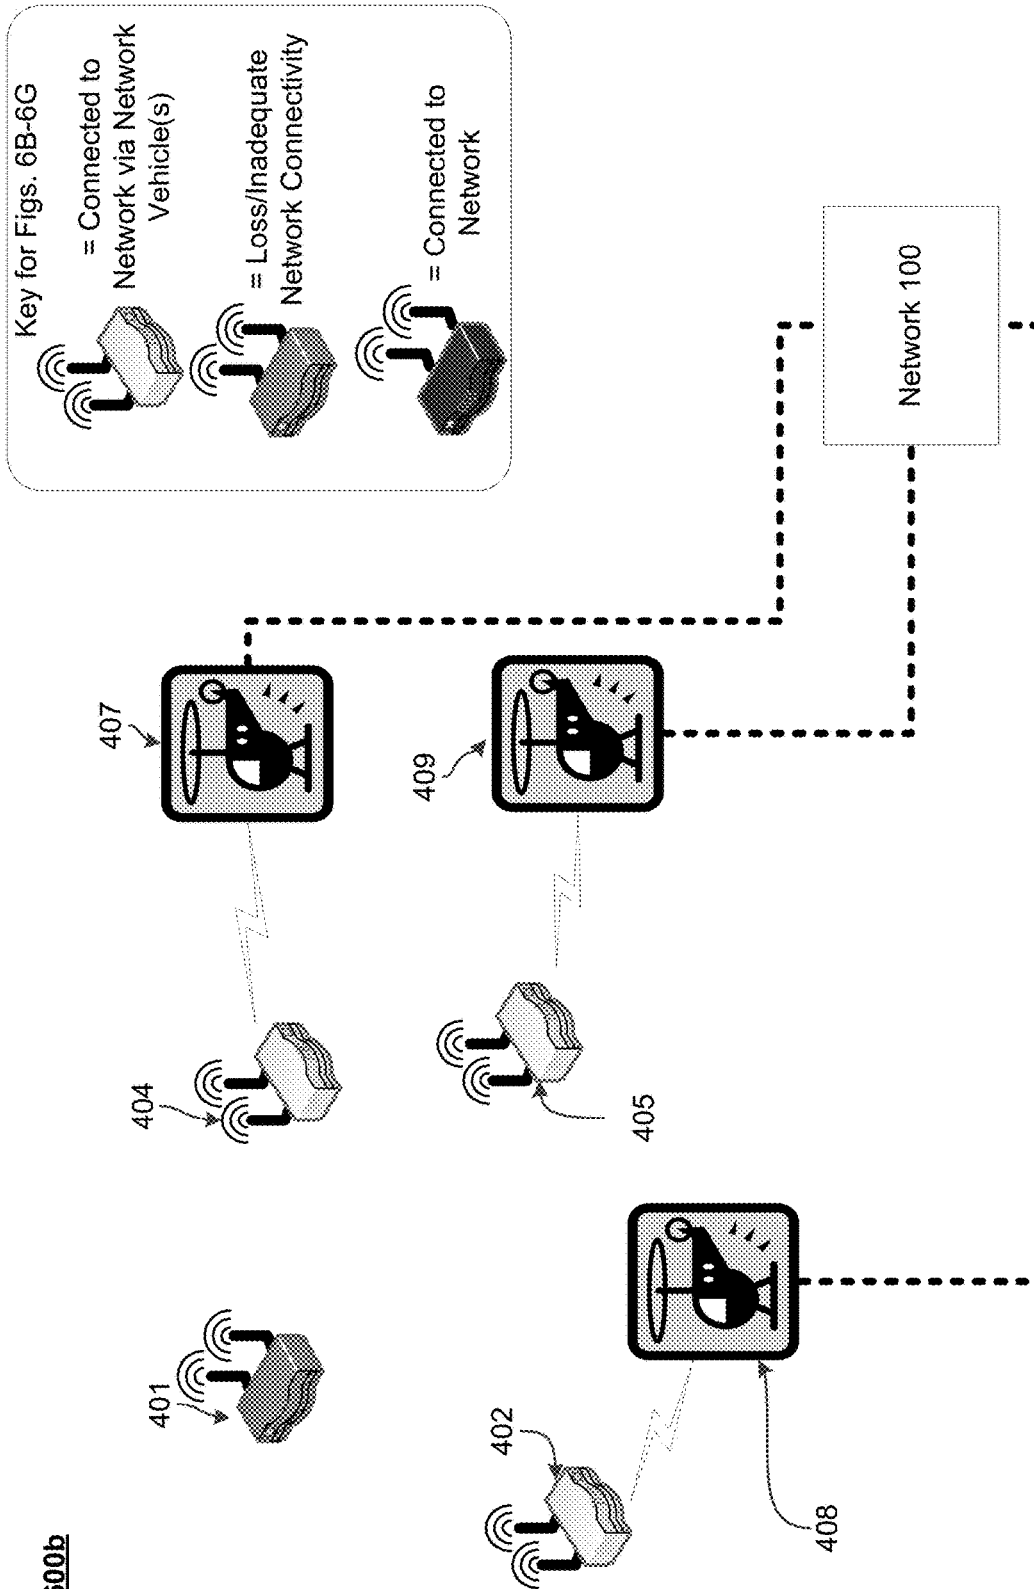 600b
Key for Figs. 6B-6G
= Connected to
Network via Network
Vehicle(s)
= Loss/Inadequate
Network Connectivity
= Connected to
Network
407
404
401
409
402
405
408
Network 100